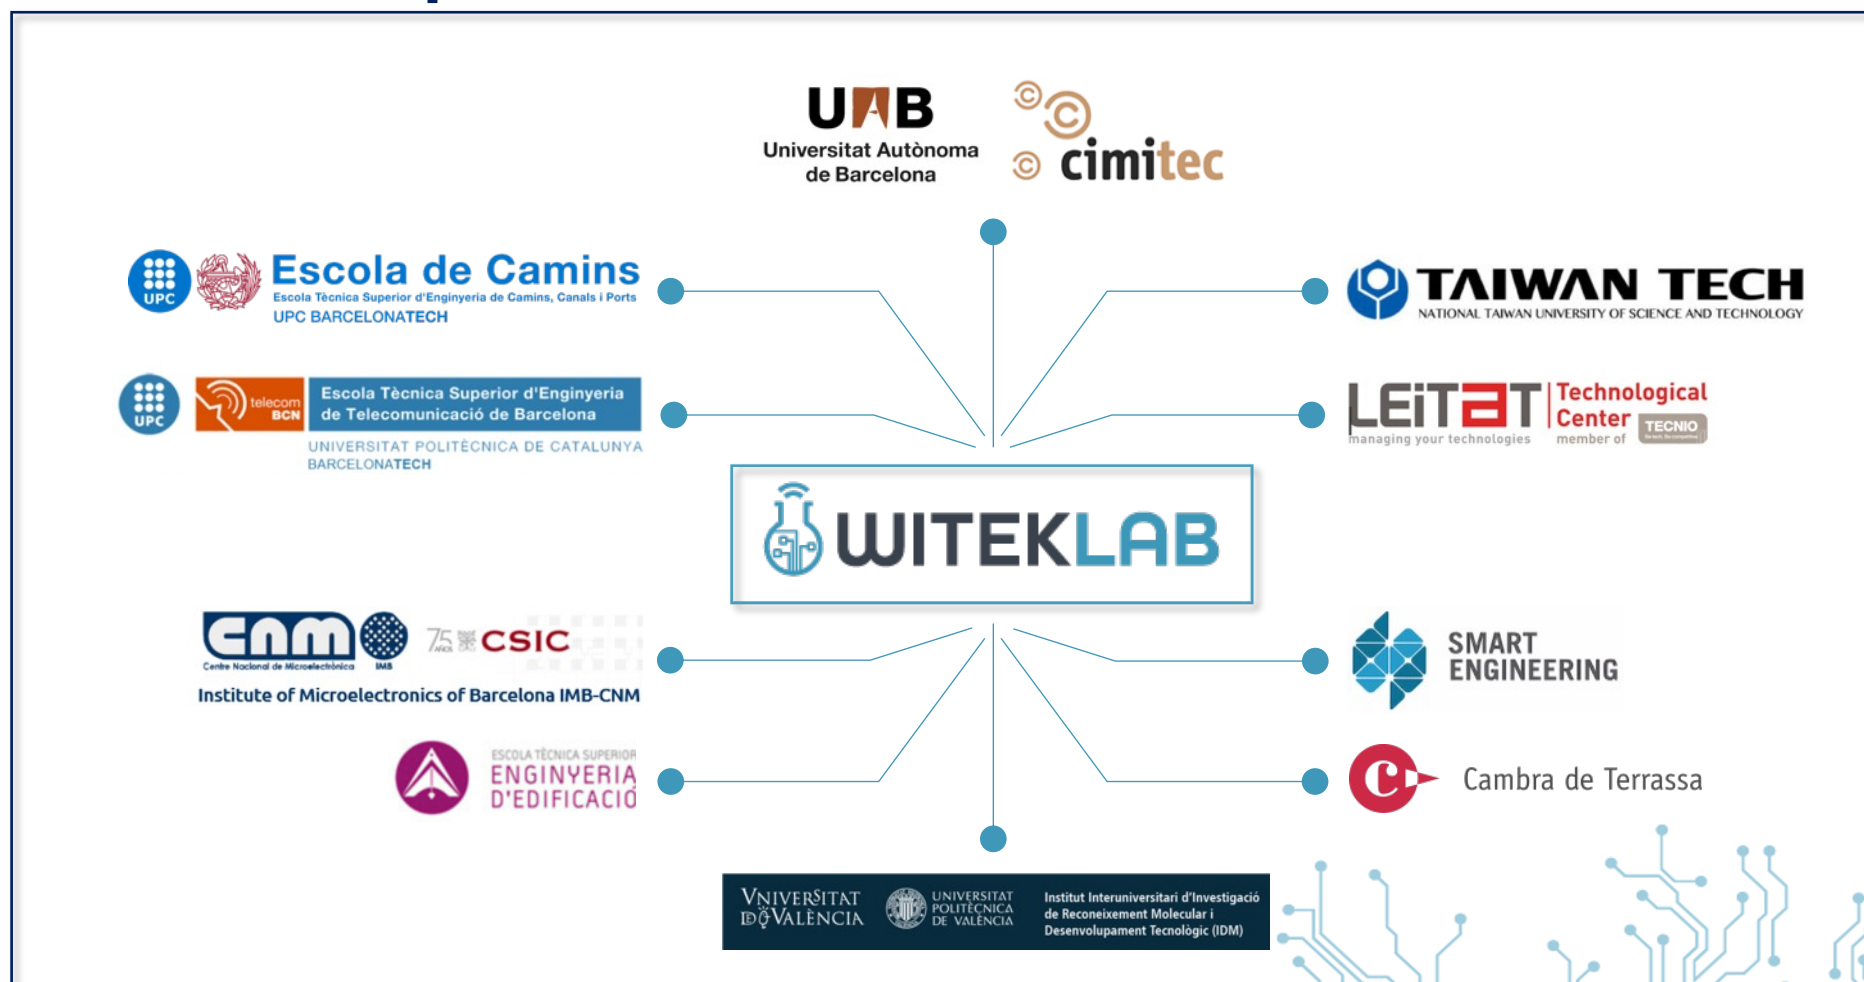 UAB
Universitat Autònoma
de Barcelona
cimitec
UPC
Escola de Camins
Escola Tècnica Superior d'Enginyeria de Camins, Canals i Ports
UPC BARCELONATECH
TAIWAN TECH
NATIONAL TAIWAN UNIVERSITY OF SCIENCE AND TECHNOLOGY
UPC
telecom
BCN
Escola Tècnica Superior d'Enginyeria
de Telecomunicació de Barcelona
UNIVERSITAT POLITÈCNICA DE CATALUNYA
BARCELONATECH
LEITAT
managing your technologies
Technological
Center
member of
TECNIO
WITEKLAB
cnm
Centre Nacional de Microelectrònica
IMB
75
AÑOS
CSIC
Institute of Microelectronics of Barcelona IMB-CNM
SMART
ENGINEERING
ESCOLA TÈCNICA SUPERIOR
ENGINYERIA
D'EDIFICACIÓ
Cambra de Terrassa
VNIVERSITAT
DE VALÈNCIA
UNIVERSITAT
POLITÈCNICA
DE VALÈNCIA
Institut Interuniversitari d'Investigació
de Reconeixement Molecular i
Desenvolupament Tecnològic (IDM)